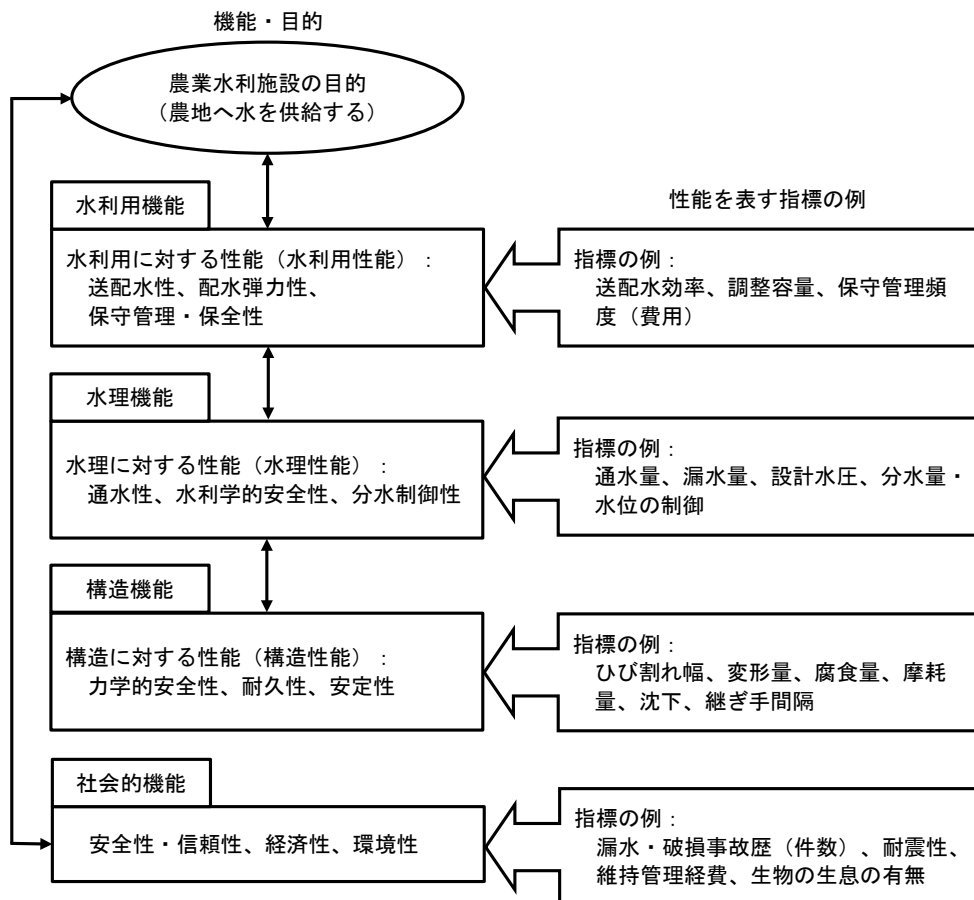 機能・目的
農業水利施設の目的
（農地へ水を供給する）
水利用機能
水利用に対する性能（水利用性能）：
送配水性、配水弾力性、
保守管理・保全性
性能を表す指標の例
指標の例：
送配水効率、調整容量、保守管理頻
度（費用）
水理機能
水理に対する性能（水理性能）：
通水性、水利学的安全性、分水制御性
指標の例：
通水量、漏水量、設計水圧、分水量・
水位の制御
構造機能
構造に対する性能（構造性能）：
力学的安全性、耐久性、安定性
指標の例：
ひび割れ幅、変形量、腐食量、摩耗
量、沈下、継ぎ手間隔
社会的機能
安全性・信頼性、経済性、環境性
指標の例：
漏水・破損事故歴（件数）、耐震性、
維持管理経費、生物の生息の有無